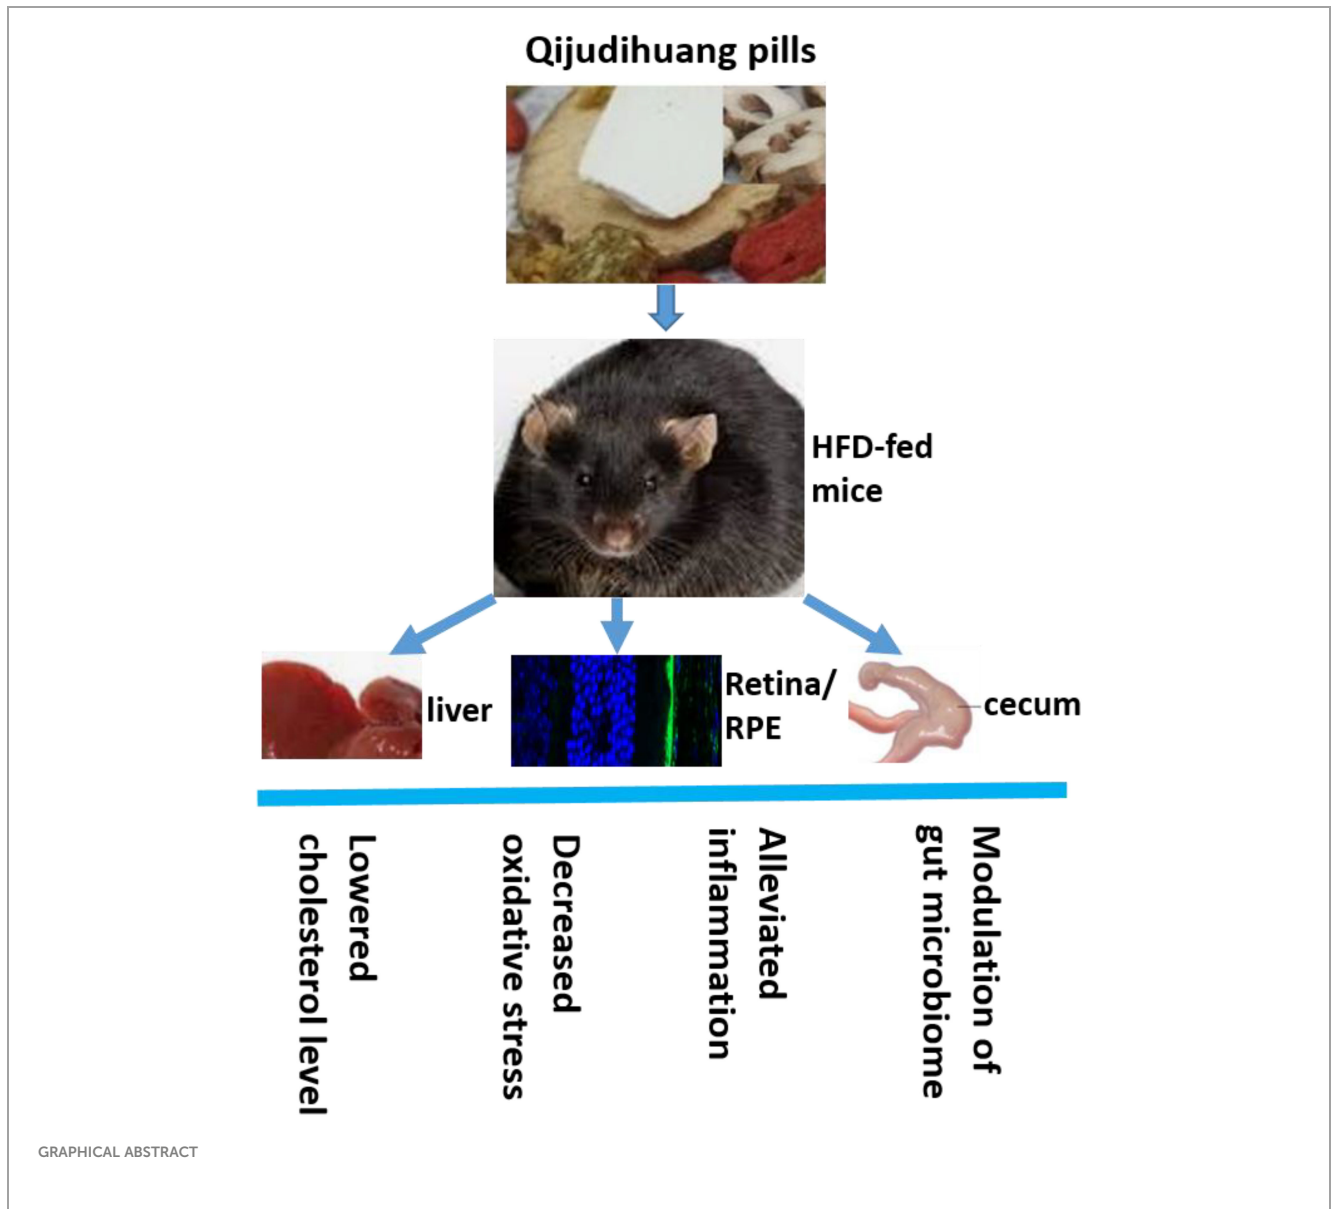 Qijudihuang pills
HFD-fed
mice
liver
Retina/
RPE
cecum
Lowered
cholesterol level
Decreased
oxidative stress
Alleviated
inflammation
Modulation of
gut microbiome
GRAPHICAL ABSTRACT